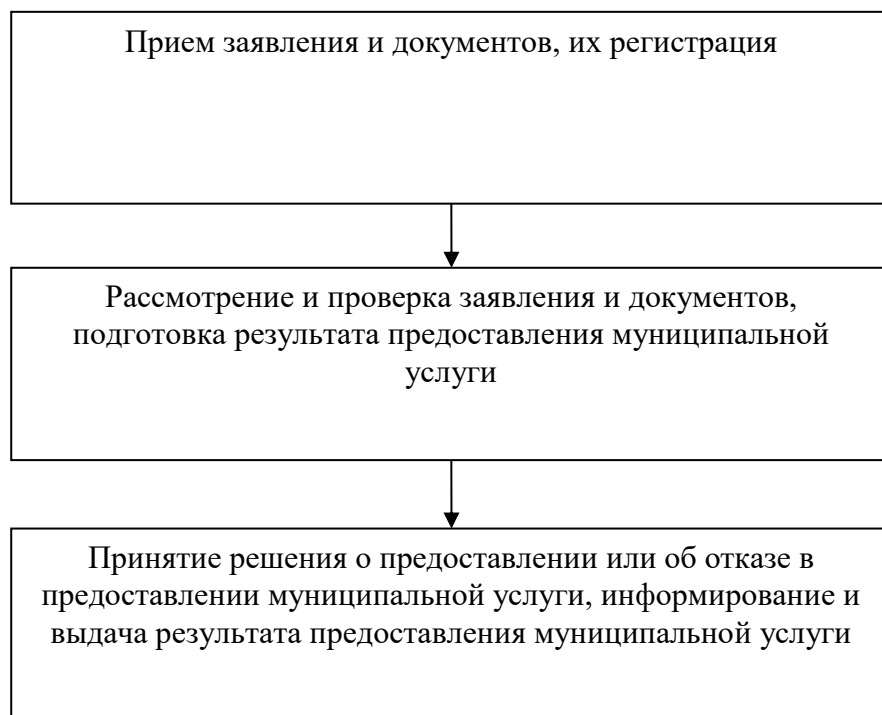 Прием заявления и документов, их регистрация
Рассмотрение и проверка заявления и документов,
подготовка результата предоставления муниципальной
услуги
Принятие решения о предоставлении или об отказе в
предоставлении муниципальной услуги, информирование и
выдача результата предоставления муниципальной услуги